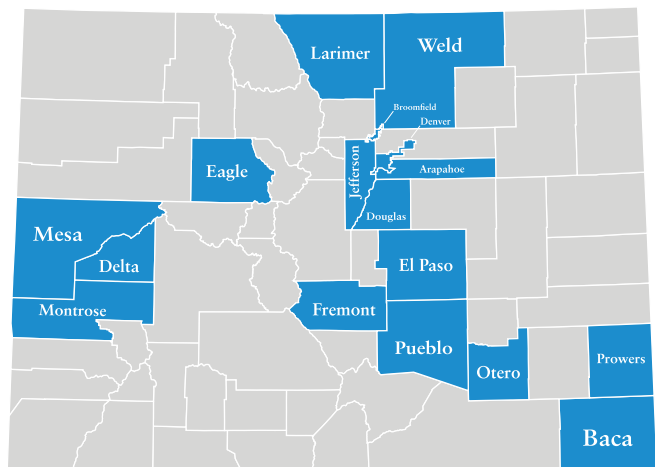 Larimer
Weld
Broomfield
Denver
Jefferson
Eagle
Arapahoe
Douglas
Mesa
Delta
El Paso
Montrose
Fremont
Pueblo
Otero
Prowers
Baca